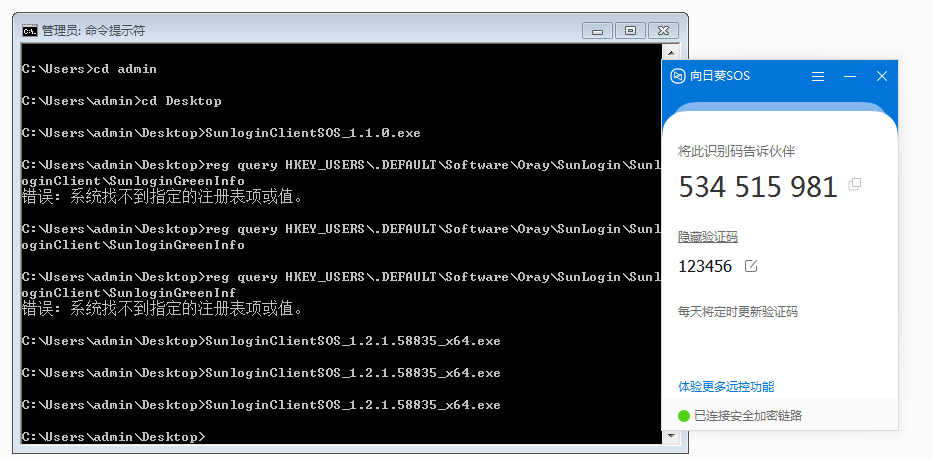 管理员: 命令提示符
C:\Users>cd admin
C:\Users\admin>cd Desktop
C:\Users\admin\Desktop>SunloginClientSOS_1.1.0.exe
C:\Users\admin\Desktop>reg query HKEY_USERS\.DEFAULT\Software\Oray\SunLogin\Sunl
oginClient\SunloginGreenInfo
错误: 系统找不到指定的注册表项或值。
C:\Users\admin\Desktop>reg query HKEY_USERS\.DEFAULT\Software\Oray\SunLogin\Sunl
oginClient\SunloginGreenInfo
C:\Users\admin\Desktop>reg query HKEY_USERS\.DEFAULT\Software\Oray\SunLogin\Sunl
oginClient\SunloginGreenInf
错误: 系统找不到指定的注册表项或值。
C:\Users\admin\Desktop>SunloginClientSOS_1.2.1.58835_x64.exe
C:\Users\admin\Desktop>SunloginClientSOS_1.2.1.58835_x64.exe
C:\Users\admin\Desktop>SunloginClientSOS_1.2.1.58835_x64.exe
C:\Users\admin\Desktop>
向日葵SOS
将此识别码告诉伙伴
534 515 981
隐藏验证码
123456
每天将定时更新验证码
体验更多远控功能
已连接安全加密链路